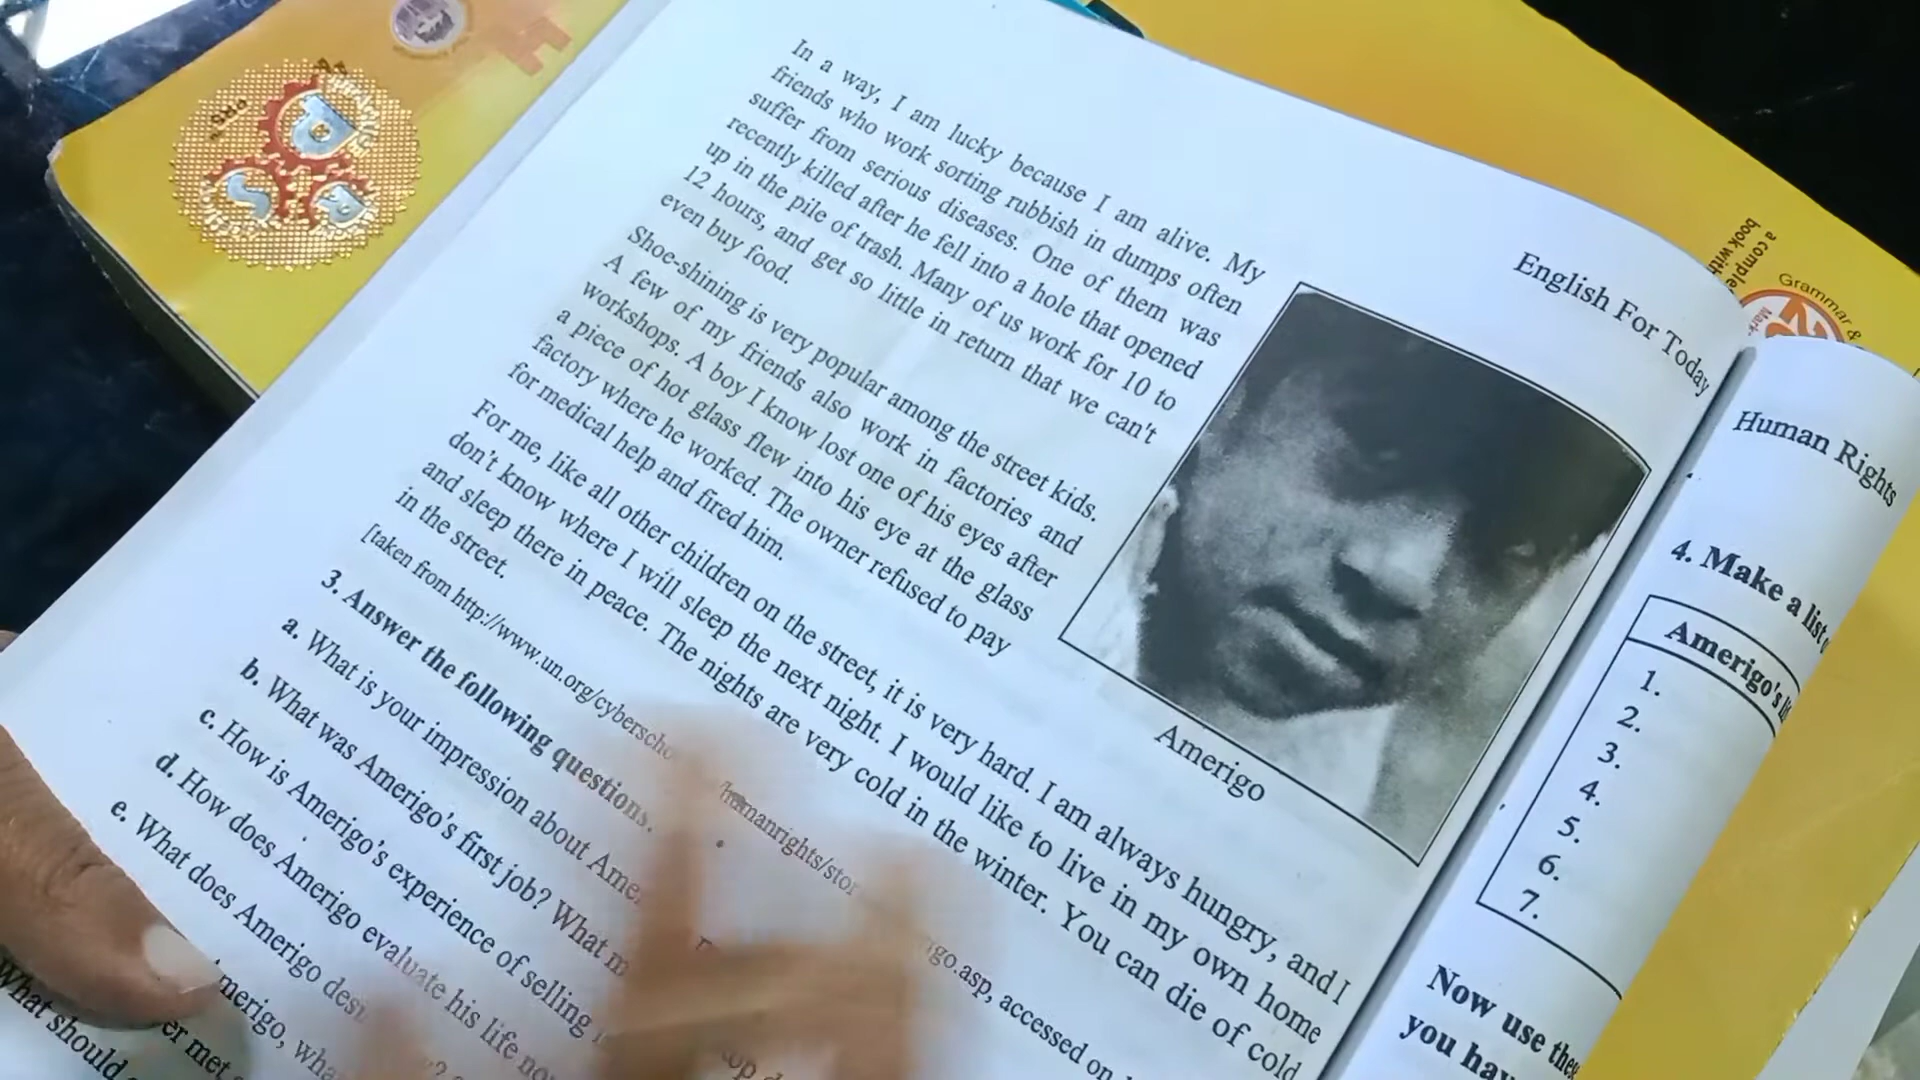 English For Today
In a way, I am lucky because I am alive. My
friends who work sorting rubbish in dumps often
suffer from serious diseases. One of them was
recently killed after he fell into a hole that opened
up in the pile of trash. Many of us work for 10 to
12 hours, and get so little in return that we can't
even buy food.
Shoe-shining is very popular among the street kids.
A few of my friends also work in factories and
workshops. A boy I know lost one of his eyes after
a piece of hot glass flew into his eye at the glass
factory where he worked. The owner refused to pay
for medical help and fired him.
Amerigo
For me, like all other children on the street, it is very hard. I am always hungry, and I
don't know where I will sleep the next night. I would like to live in my own home
and sleep there in peace. The nights are very cold in the winter. You can die of cold
in the street.
[taken from http://www.un.org/cyberscho /humanrights/stor igo.asp, accessed on
3. Answer the following questions.
a. What is your impression about Ame
b. What was Amerigo's first job? What m
c. How is Amerigo's experience of selling
d. How does Amerigo evaluate his life now
e. What does Amerigo desi
merigo, wha
er met
What should
Human Rights
4. Make a list
Amerigo's li
1.
2.
3.
4.
5.
6.
7.
Now use these
you hav
a comple
book with
Grammar &